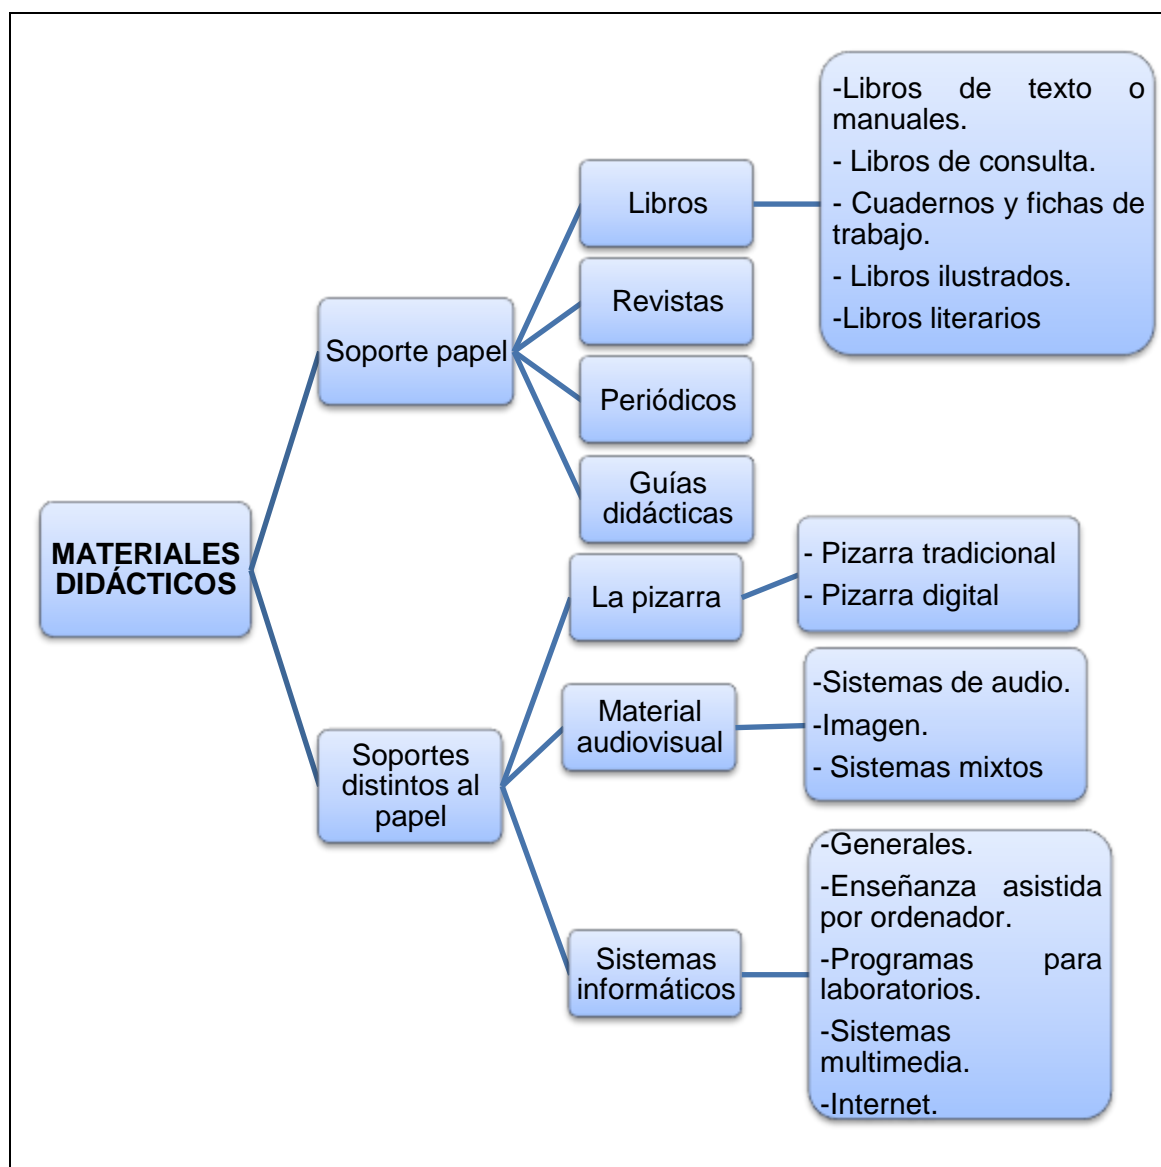 MATERIALES
DIDÁCTICOS
Soporte papel
Libros
-Libros de texto o
manuales.
- Libros de consulta.
- Cuadernos y fichas de
trabajo.
- Libros ilustrados.
-Libros literarios
Revistas
Periódicos
Guías
didácticas
Soportes
distintos al
papel
La pizarra
- Pizarra tradicional
- Pizarra digital
Material
audiovisual
-Sistemas de audio.
-Imagen.
- Sistemas mixtos
Sistemas
informáticos
-Generales.
-Enseñanza asistida
por ordenador.
-Programas para
laboratorios.
-Sistemas
multimedia.
-Internet.